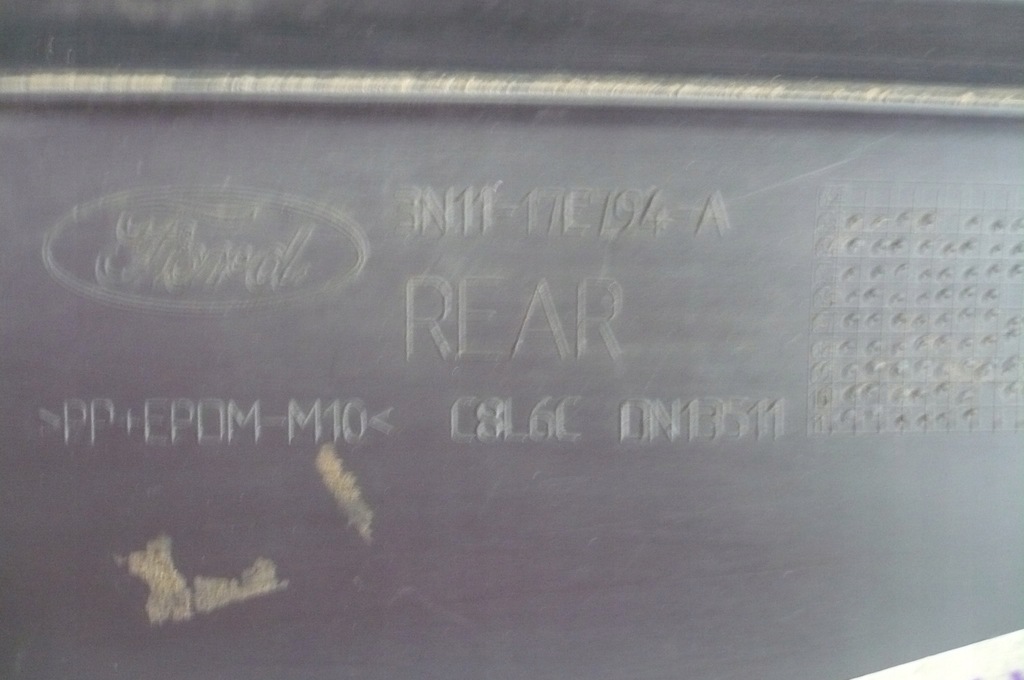 Ford
3N11-17E794-A
REAR
>PP+EPDM-M10<
C8L6C DN13511